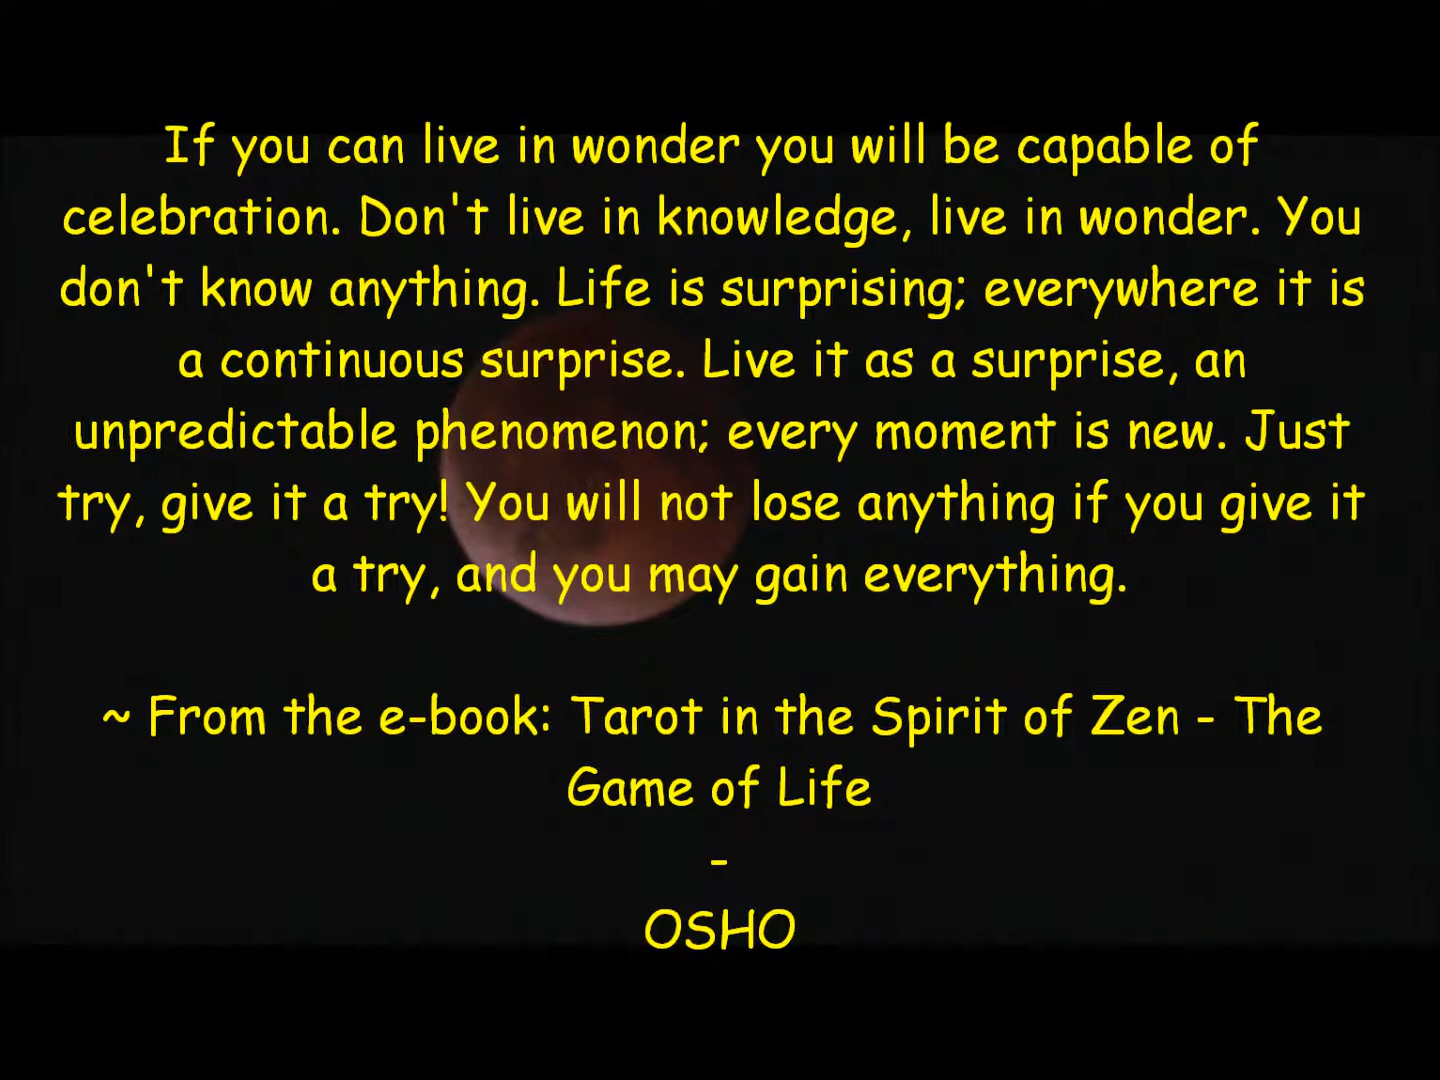 If you can live in wonder you will be capable of
celebration. Don't live in knowledge, live in wonder. You
don't know anything. Life is surprising; everywhere it is
a continuous surprise. Live it as a surprise, an
unpredictable phenomenon; every moment is new. Just
try, give it a try! You will not lose anything if you give it
a try, and you may gain everything.
~ From the e-book: Tarot in the Spirit of Zen - The
Game of Life
-
OSHO